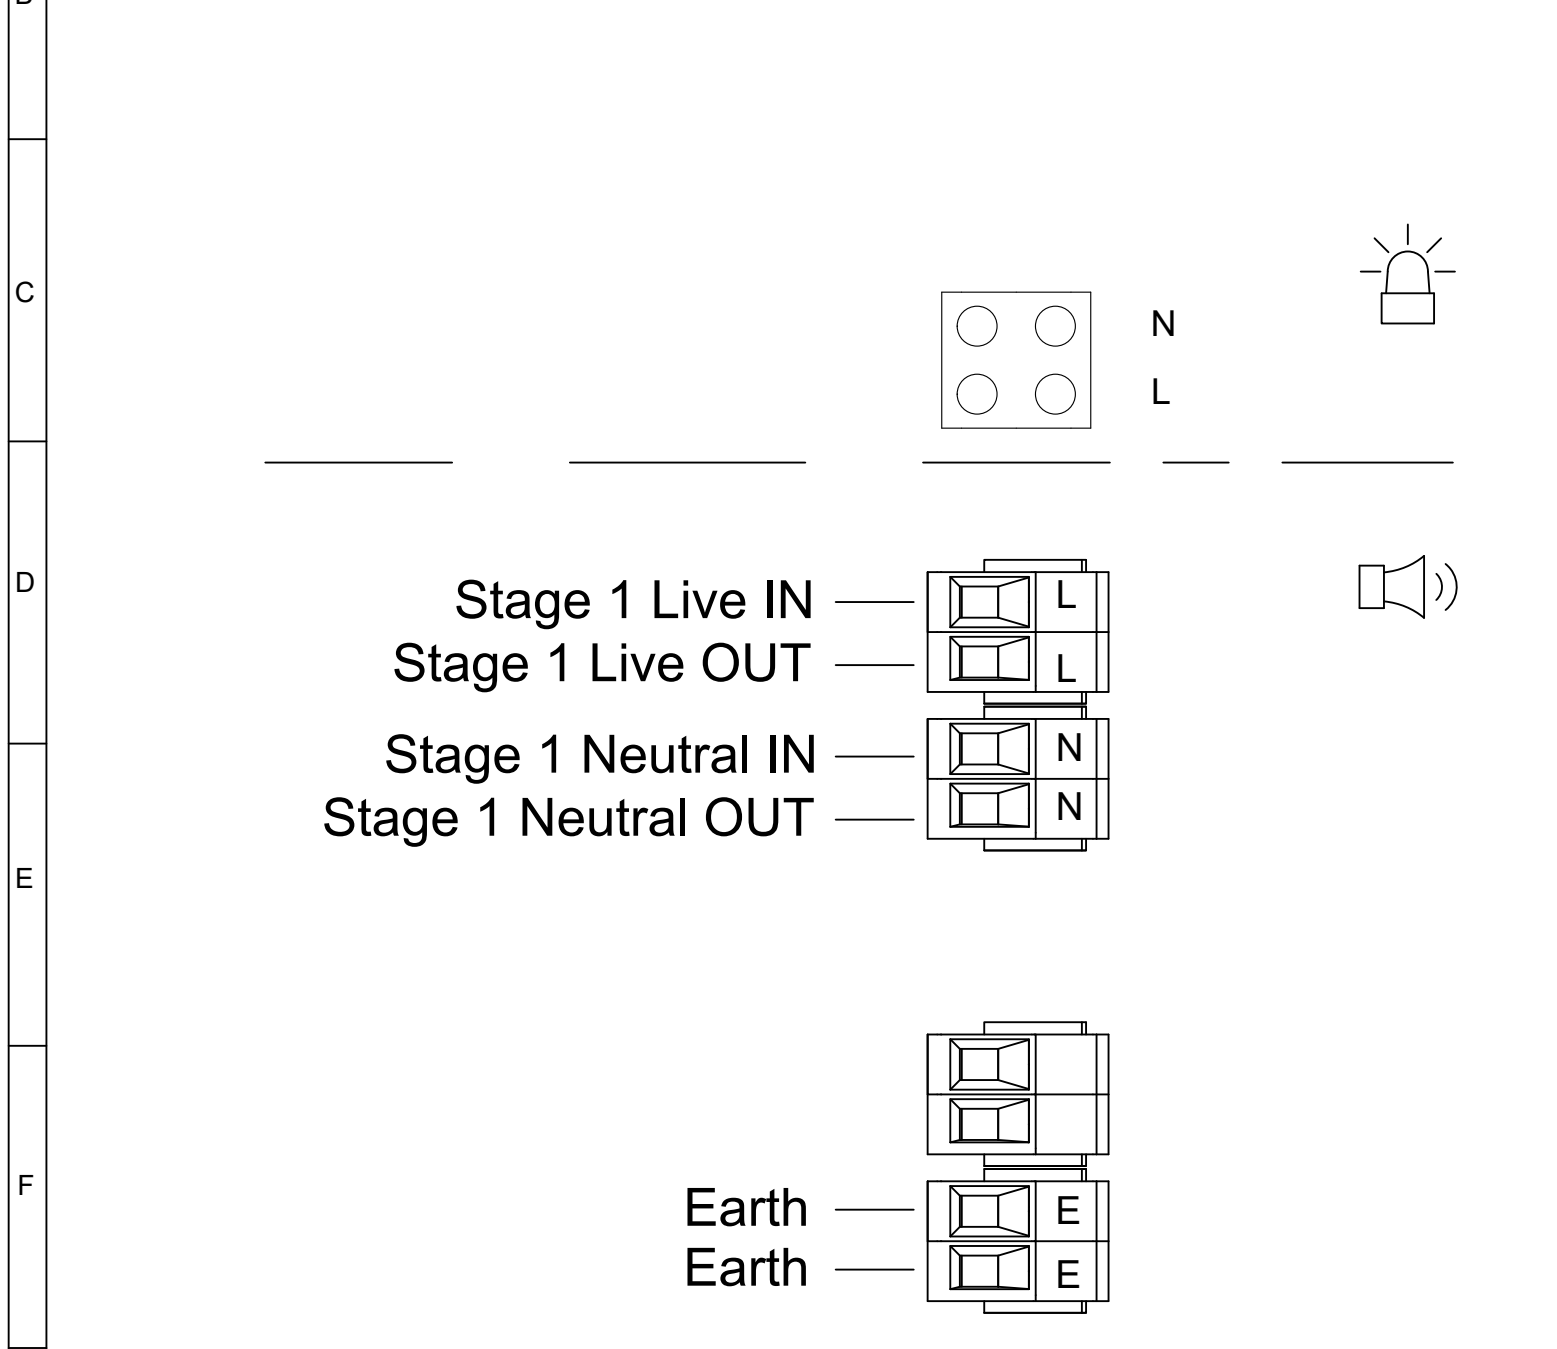 B
C
N
L
D
Stage 1 Live IN L
Stage 1 Live OUT L
Stage 1 Neutral IN N
Stage 1 Neutral OUT N
E
F
Earth E
Earth E